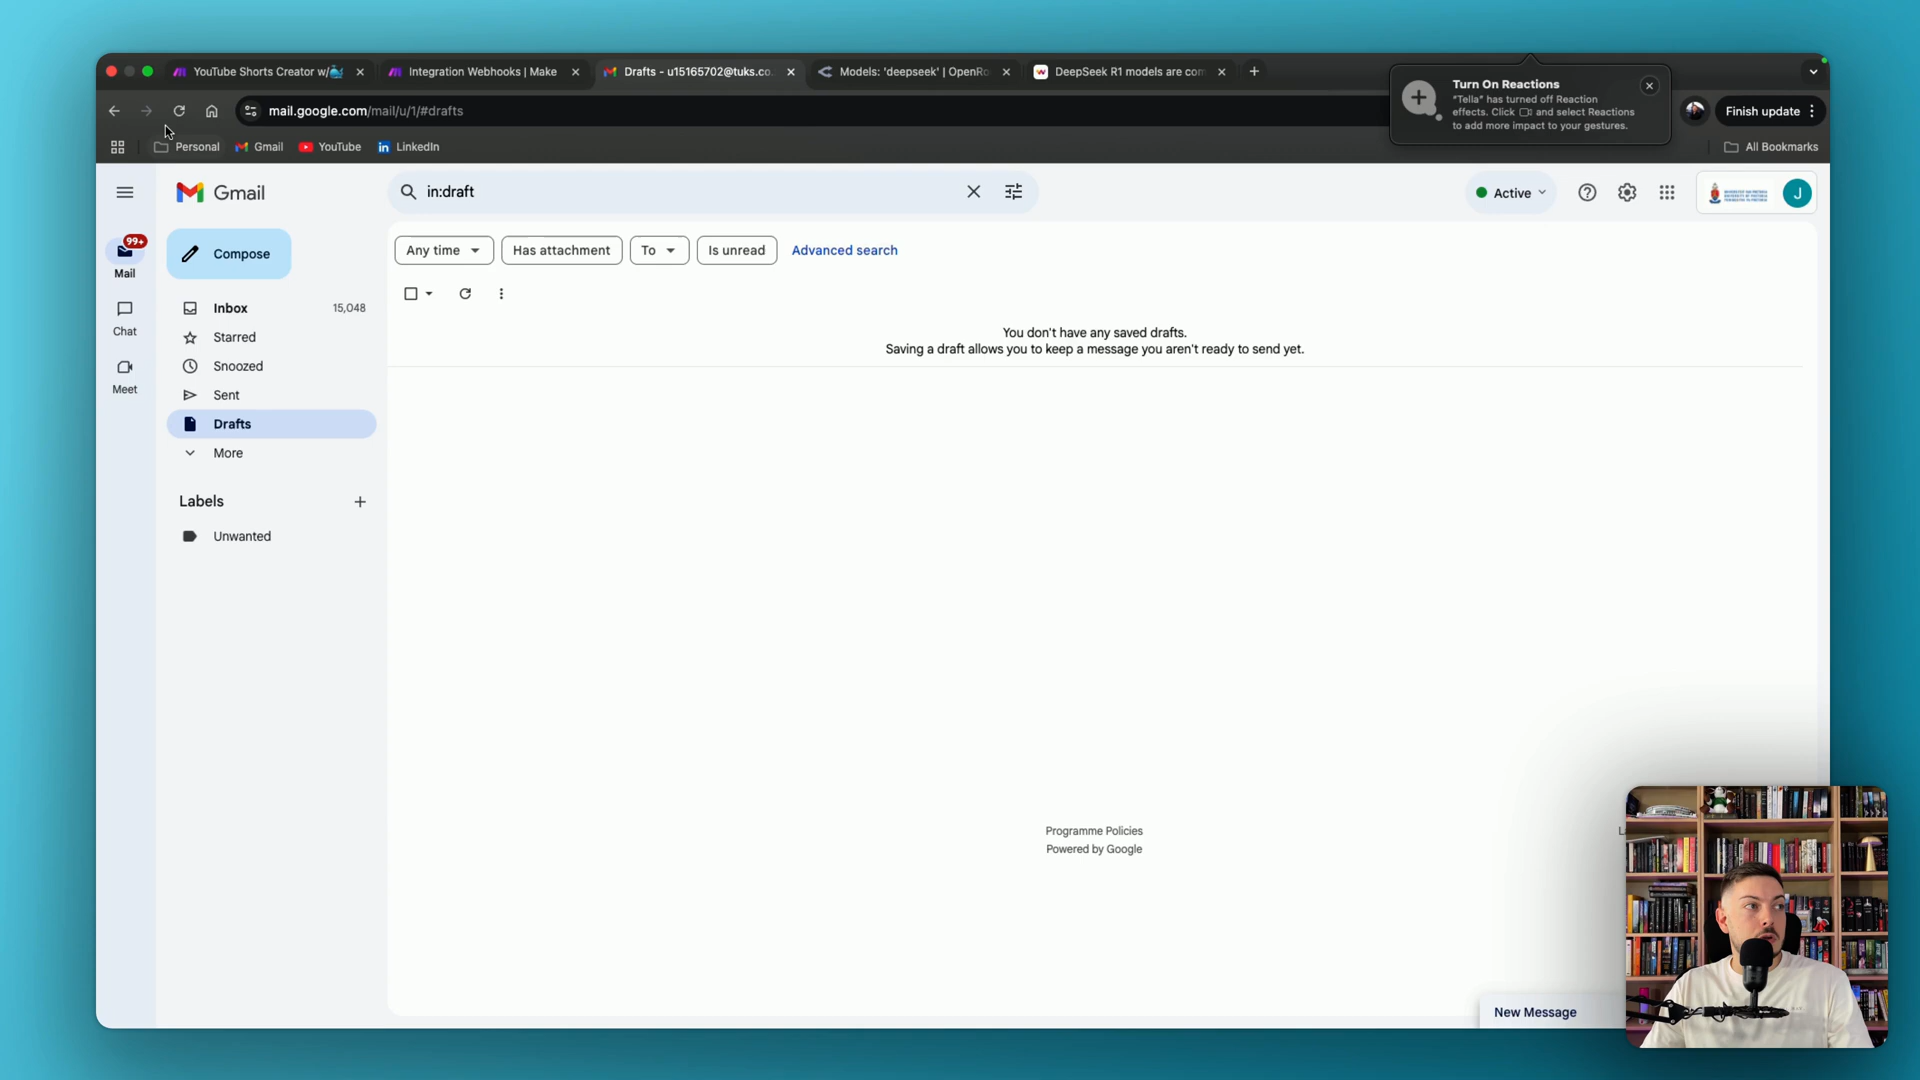 YouTube Shorts Creator w/
Integration Webhooks | Make
Drafts - u15165702@tuks.co.
Models: 'deepseek' | OpenRo
DeepSeek R1 models are com
mail.google.com/mail/u/1/#drafts
Turn On Reactions
"Tella" has turned off Reaction
effects. Click and select Reactions
to add more impact to your gestures.
Finish update
Personal
Gmail
YouTube
LinkedIn
All Bookmarks
Gmail
in:draft
Active
J
99+
Mail
Chat
Meet
Compose
Inbox 15,048
Starred
Snoozed
Sent
Drafts
More
Labels
Unwanted
Any time
Has attachment
To
Is unread
Advanced search
You don't have any saved drafts.
Saving a draft allows you to keep a message you aren't ready to send yet.
Programme Policies
Powered by Google
New Message